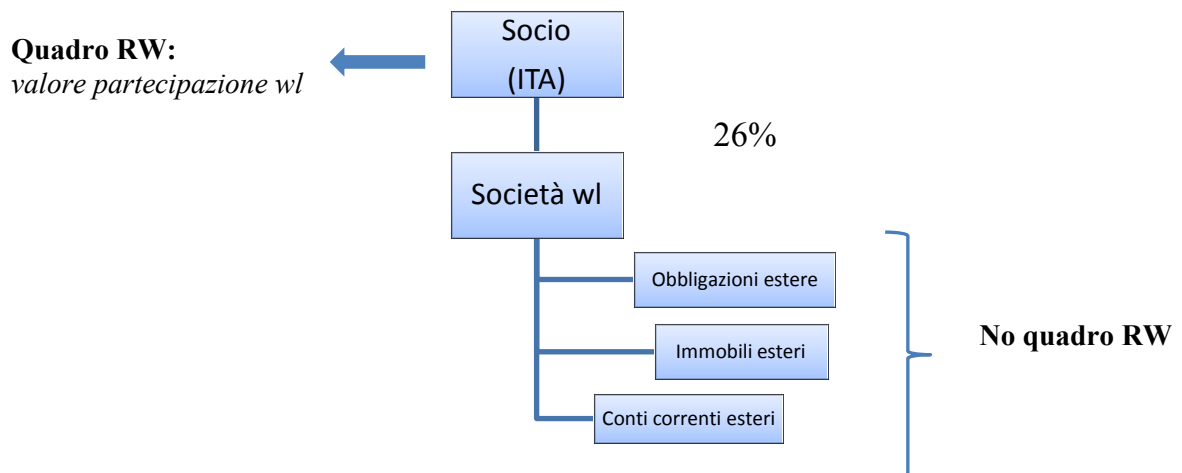 Quadro RW:
valore partecipazione wl
Socio
(ITA)
26%
Società wl
Obbligazioni estere
Immobili esteri
Conti correnti esteri
No quadro RW